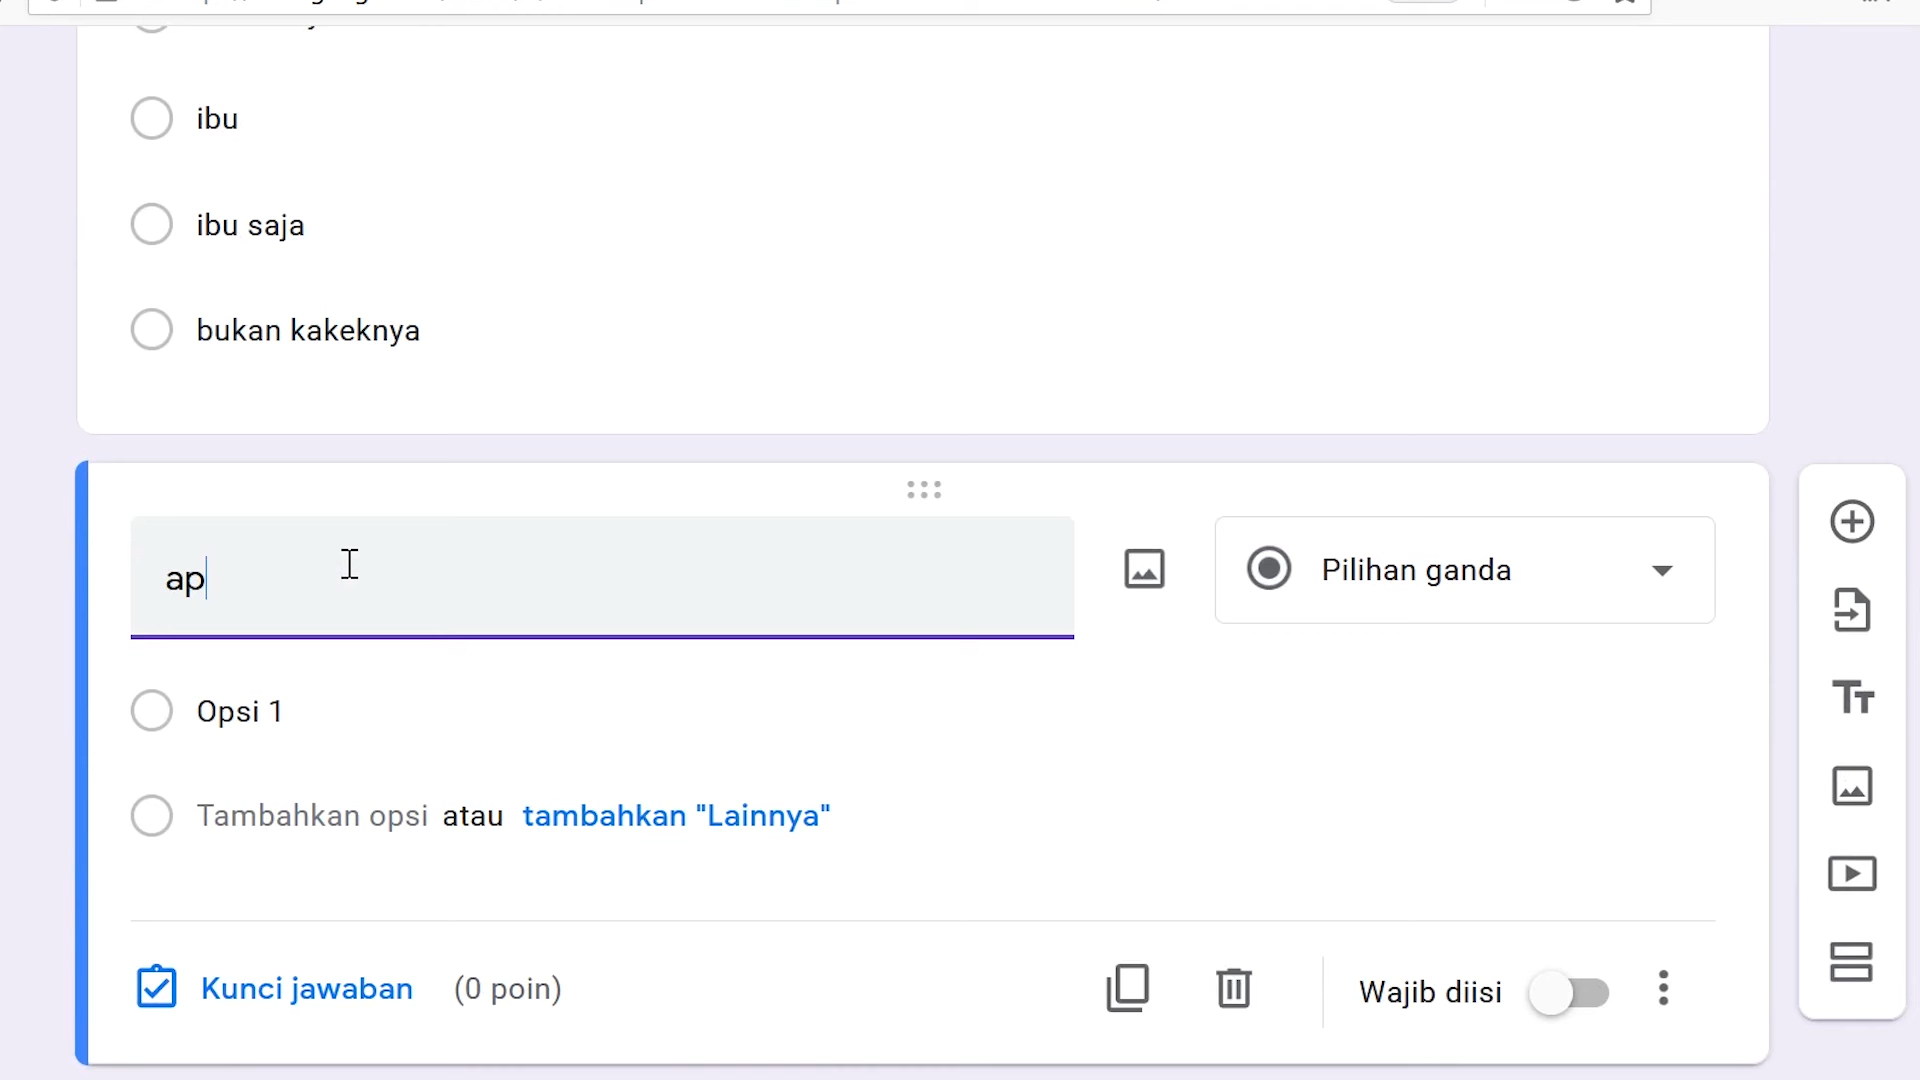 ibu
ibu saja
bukan kakeknya
ap
Pilihan ganda
Opsi 1
Tambahkan opsi atau tambahkan "Lainnya"
Kunci jawaban (0 poin)
Wajib diisi